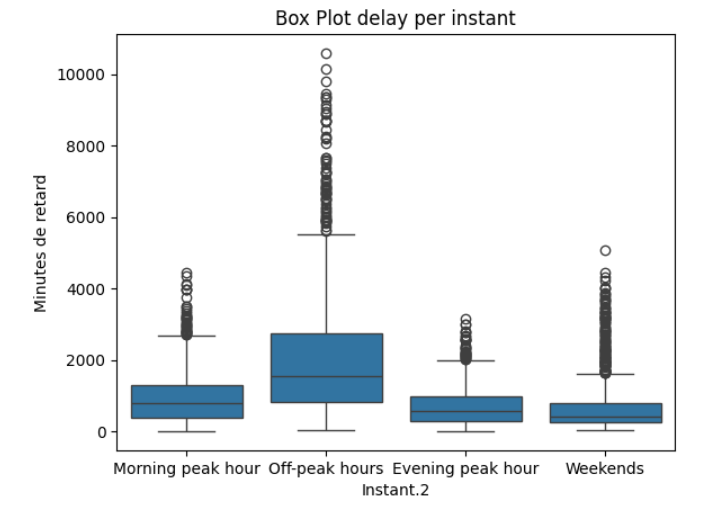 Box Plot delay per instant
Minutes de retard
10000
8000
6000
4000
2000
0
Morning peak hour Off-peak hours Evening peak hour Weekends
Instant.2